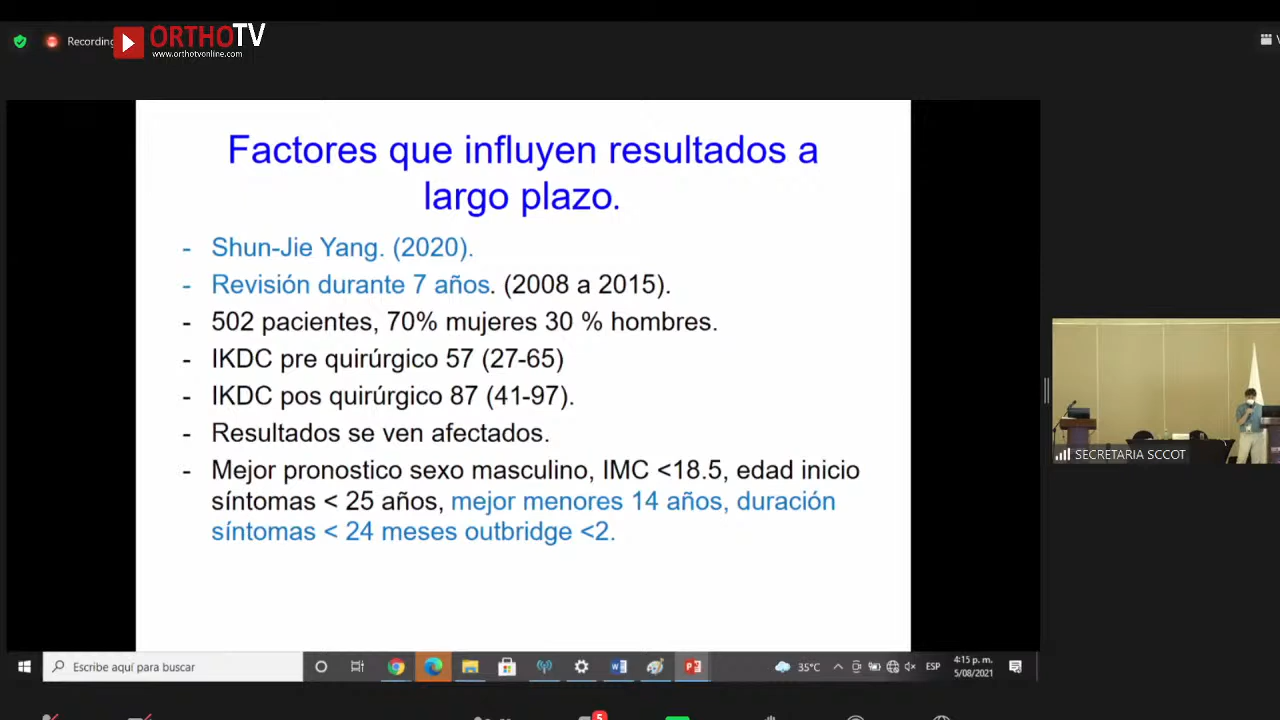 Recording
ORTHOTV
www.orthotvonline.com
Factores que influyen resultados a
largo plazo.
- Shun-Jie Yang. (2020).
- Revisión durante 7 años. (2008 a 2015).
- 502 pacientes, 70% mujeres 30 % hombres.
- IKDC pre quirúrgico 57 (27-65)
- IKDC pos quirúrgico 87 (41-97).
- Resultados se ven afectados.
- Mejor pronostico sexo masculino, IMC <18.5, edad inicio
síntomas < 25 años, mejor menores 14 años, duración
síntomas < 24 meses outbridge <2.
SECRETARIA SCCOT
Escribe aquí para buscar
35°C
ESP
4:15 p. m.
5/08/2021
5